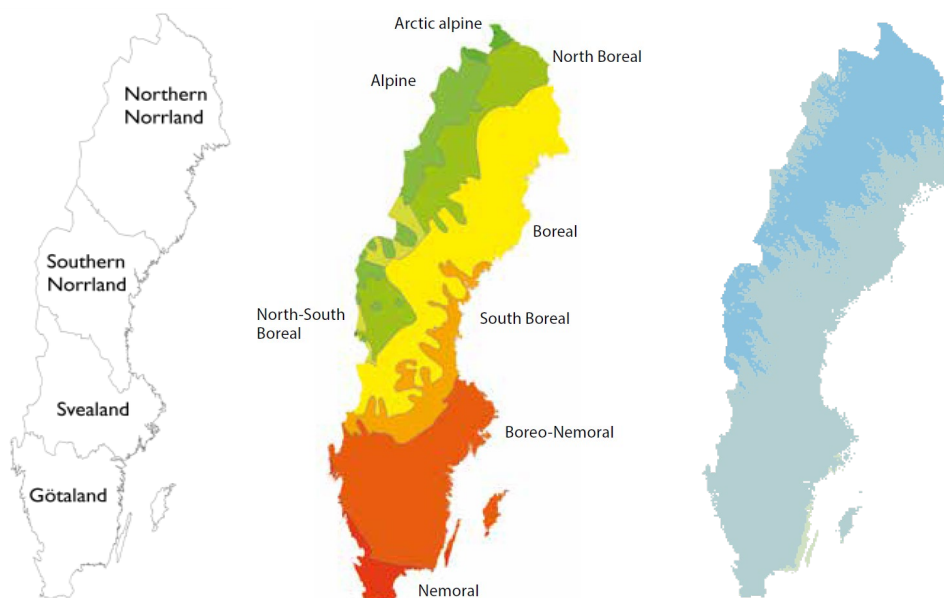 Northern
Norrland
Southern
Norrland
Svealand
Götaland
Arctic alpine
North Boreal
Alpine
Boreal
North-South
Boreal
South Boreal
Boreo-Nemoral
Nemoral